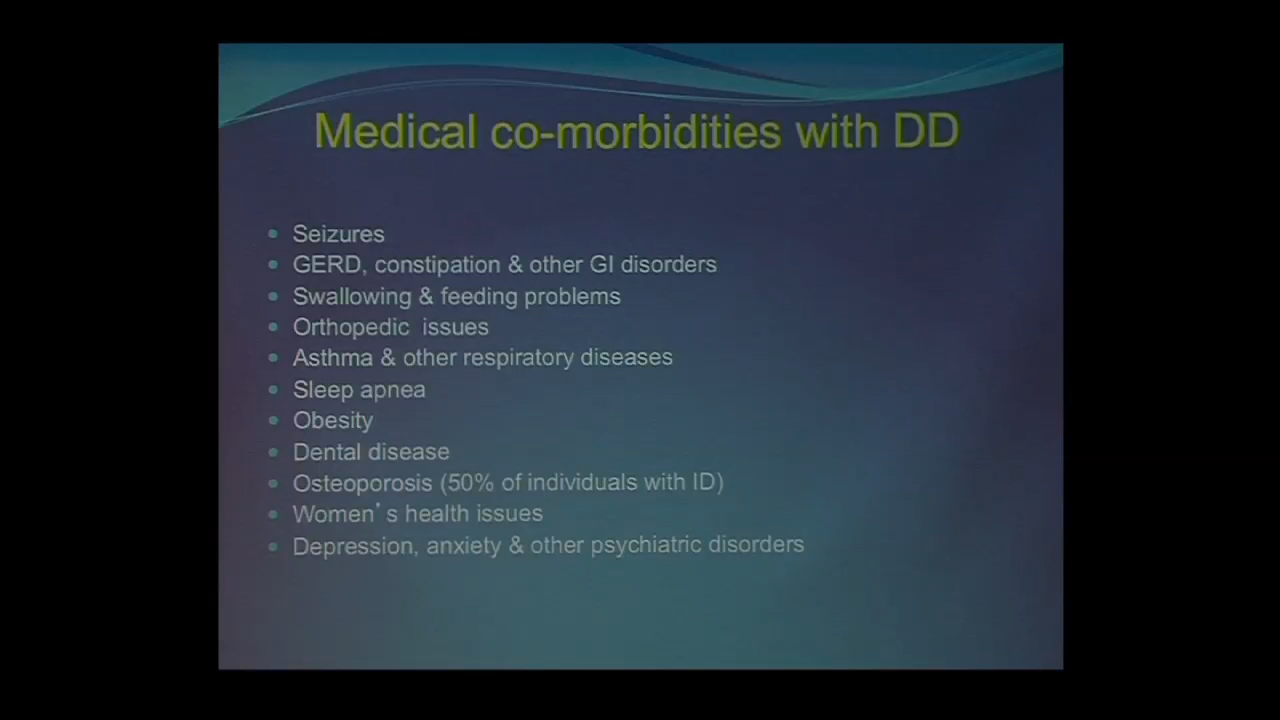 Medical co-morbidities with DD
• Seizures
• GERD, constipation & other GI disorders
• Swallowing & feeding problems
• Orthopedic issues
• Asthma & other respiratory diseases
• Sleep apnea
• Obesity
• Dental disease
• Osteoporosis (50% of individuals with ID)
• Women's health issues
• Depression, anxiety & other psychiatric disorders